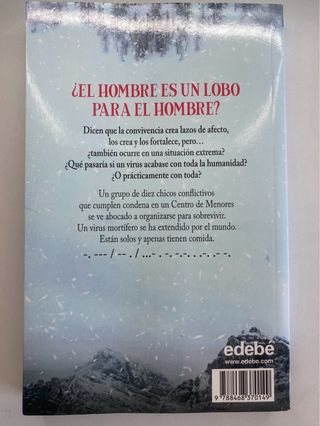 ¿EL HOMBRE ES UN LOBO
PARA EL HOMBRE?
Dicen que la convivencia crea lazos de afecto,
los crea y los fortalece, pero…
¿también ocurre en una situación extrema?
¿Qué pasaría si un virus acabase con toda la humanidad?
¿O prácticamente con toda?
Un grupo de diez chicos conflictivos
que cumplen condena en un Centro de Menores
se ve abocado a organizarse para sobrevivir.
Un virus mortífero se ha extendido por el mundo.
Están solos y apenas tienen comida.
-. --- / -- . / ...- . -. -.-. . .-. .- -.
edebé
www.edebe.com
9 788468 370149